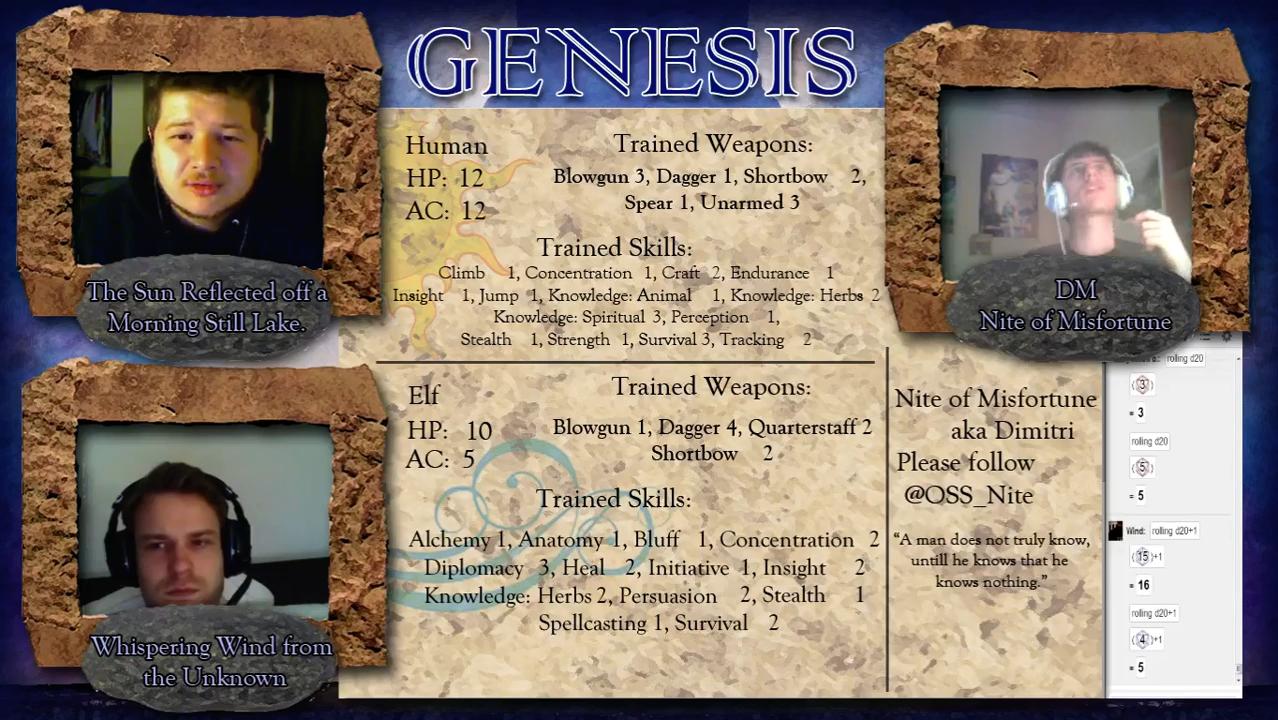 GENESIS
The Sun Reflected off a
Morning Still Lake.
Human
HP: 12
AC: 12
Trained Weapons:
Blowgun 3, Dagger 1, Shortbow 2,
Spear 1, Unarmed 3
Trained Skills:
Climb 1, Concentration 1, Craft 2, Endurance 1
Insight 1, Jump 1, Knowledge: Animal 1, Knowledge: Herbs 2
Knowledge: Spiritual 3, Perception 1,
Stealth 1, Strength 1, Survival 3, Tracking 2
DM
Nite of Misfortune
Whispering Wind from
the Unknown
Elf
HP: 10
AC: 5
Trained Weapons:
Blowgun 1, Dagger 4, Quarterstaff 2
Shortbow 2
Trained Skills:
Alchemy 1, Anatomy 1, Bluff 1, Concentration 2
Diplomacy 3, Heal 2, Initiative 1, Insight 2
Knowledge: Herbs 2, Persuasion 2, Stealth 1
Spellcasting 1, Survival 2
Nite of Misfortune
aka Dimitri
Please follow
@OSS_Nite
“A man does not truly know,
untill he knows that he
knows nothing.”
rolling d20
(3)
= 3
rolling d20
(5)
= 5
Wind: rolling d20+1
(15)+1
= 16
rolling d20+1
(4)+1
= 5